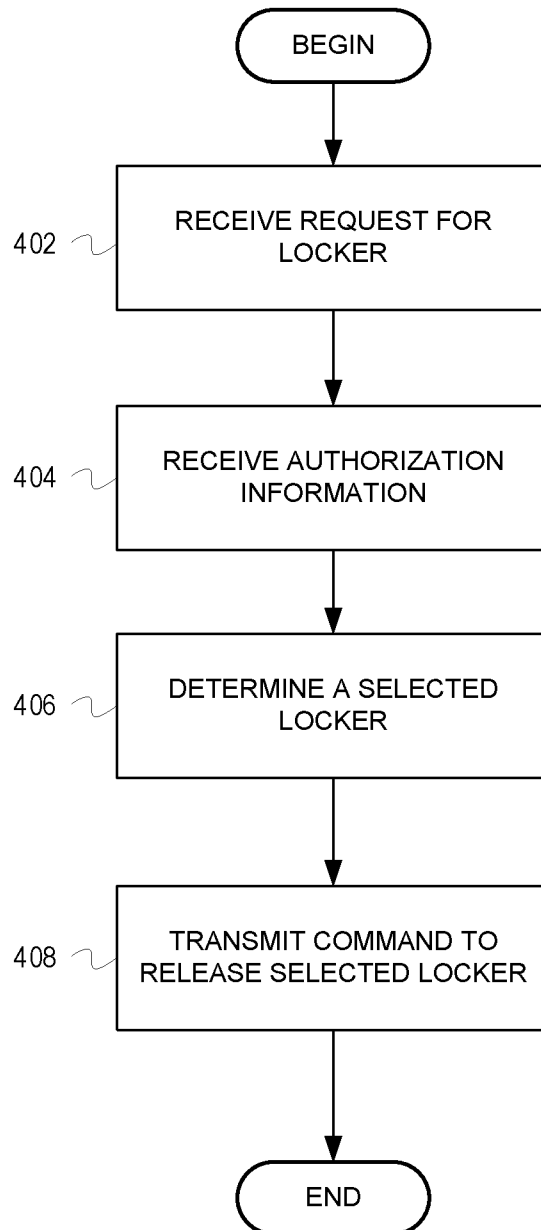 BEGIN
402
RECEIVE REQUEST FOR
LOCKER
404
RECEIVE AUTHORIZATION
INFORMATION
406
DETERMINE A SELECTED
LOCKER
408
TRANSMIT COMMAND TO
RELEASE SELECTED LOCKER
END